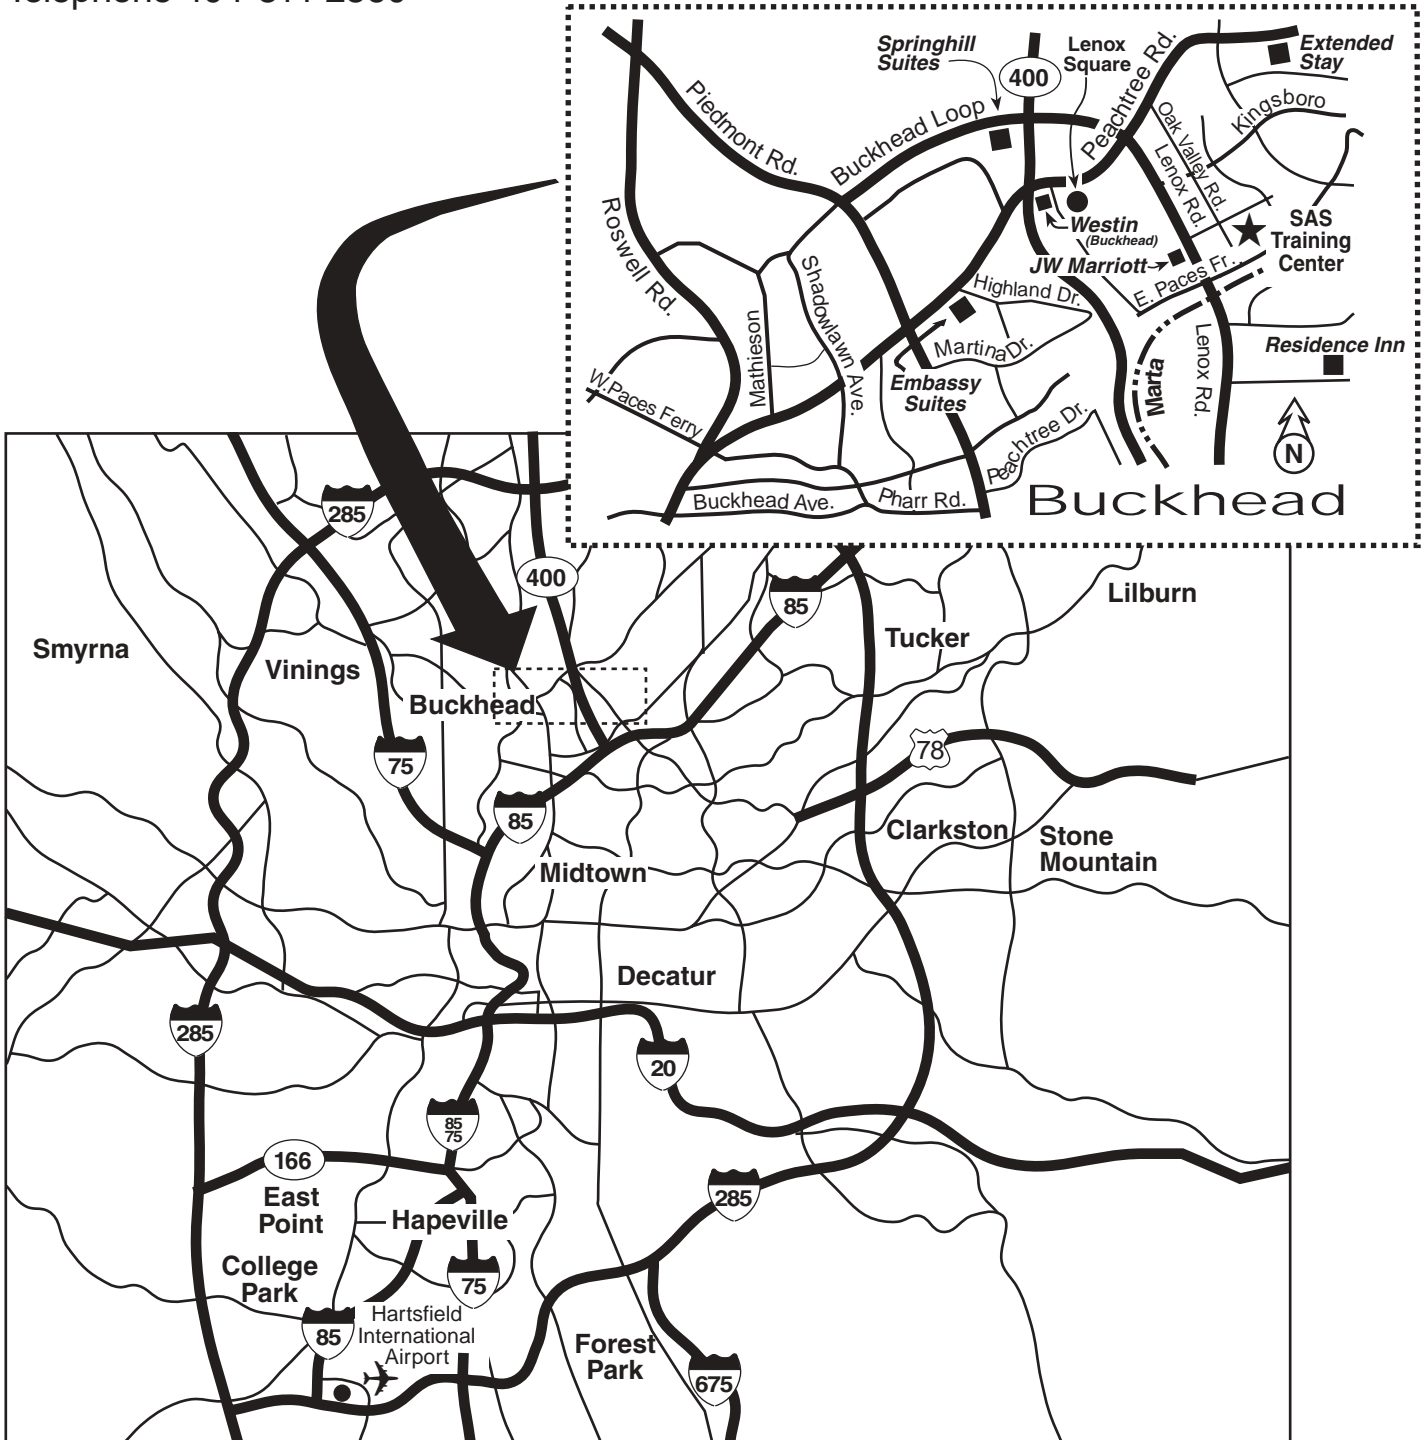 Springhill
Suites
400
Lenox
Square
Peachtree Rd.
Extended
Stay
Piedmont Rd.
Buckhead Loop
Oak Valley Rd.
Kingsboro
Lenox Rd.
Roswell Rd.
Westin
(Buckhead)
SAS
Training
Center
JW Marriott
E. Paces Fr..
Highland Dr.
Shadowlawn Ave.
Mathieson
Martina Dr.
Marta
Lenox Rd.
Residence Inn
W.Paces Ferry
Embassy
Suites
Peachtree Dr.
N
Buckhead Ave.
Pharr Rd.
Buckhead
285
400
85
Lilburn
Smyrna
Tucker
Vinings
Buckhead
75
78
85
Clarkston
Stone
Mountain
Midtown
Decatur
285
20
85
75
166
East
Point
285
Hapeville
College
Park
75
85
Hartsfield
International
Airport
Forest
Park
675